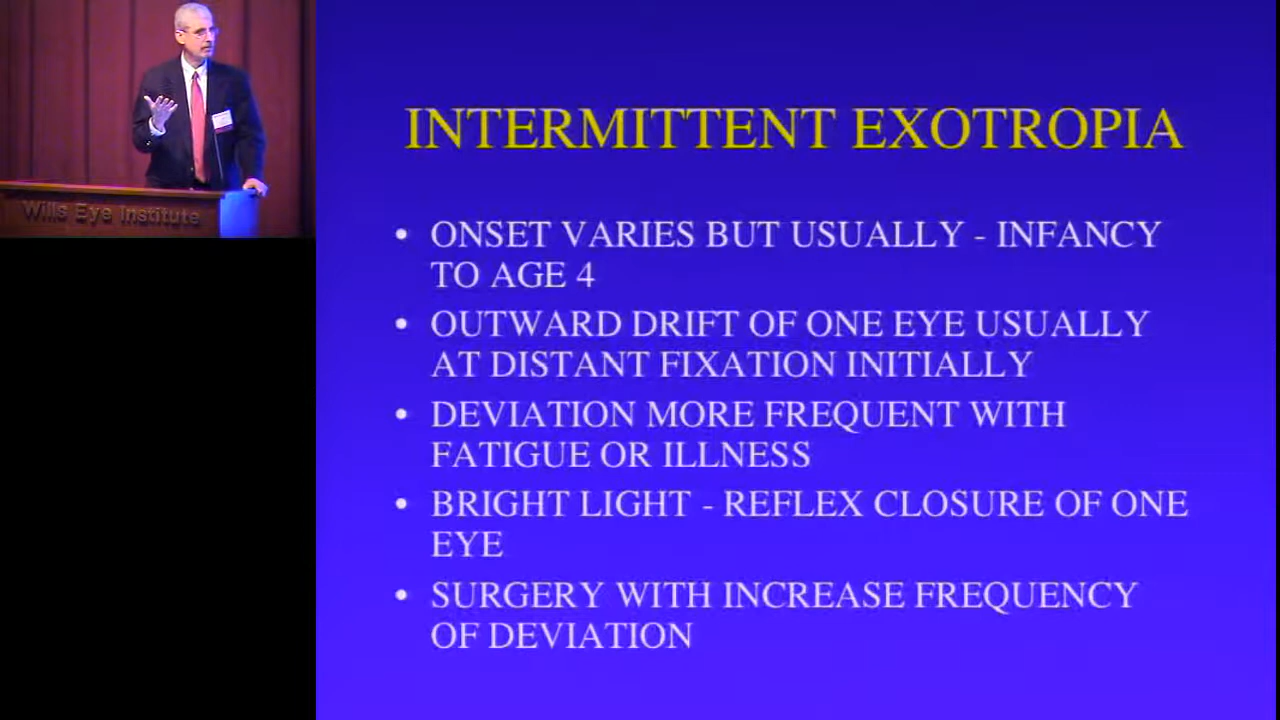 Wills Eye Institute
INTERMITTENT EXOTROPIA
• ONSET VARIES BUT USUALLY - INFANCY
TO AGE 4
• OUTWARD DRIFT OF ONE EYE USUALLY
AT DISTANT FIXATION INITIALLY
• DEVIATION MORE FREQUENT WITH
FATIGUE OR ILLNESS
• BRIGHT LIGHT - REFLEX CLOSURE OF ONE
EYE
• SURGERY WITH INCREASE FREQUENCY
OF DEVIATION